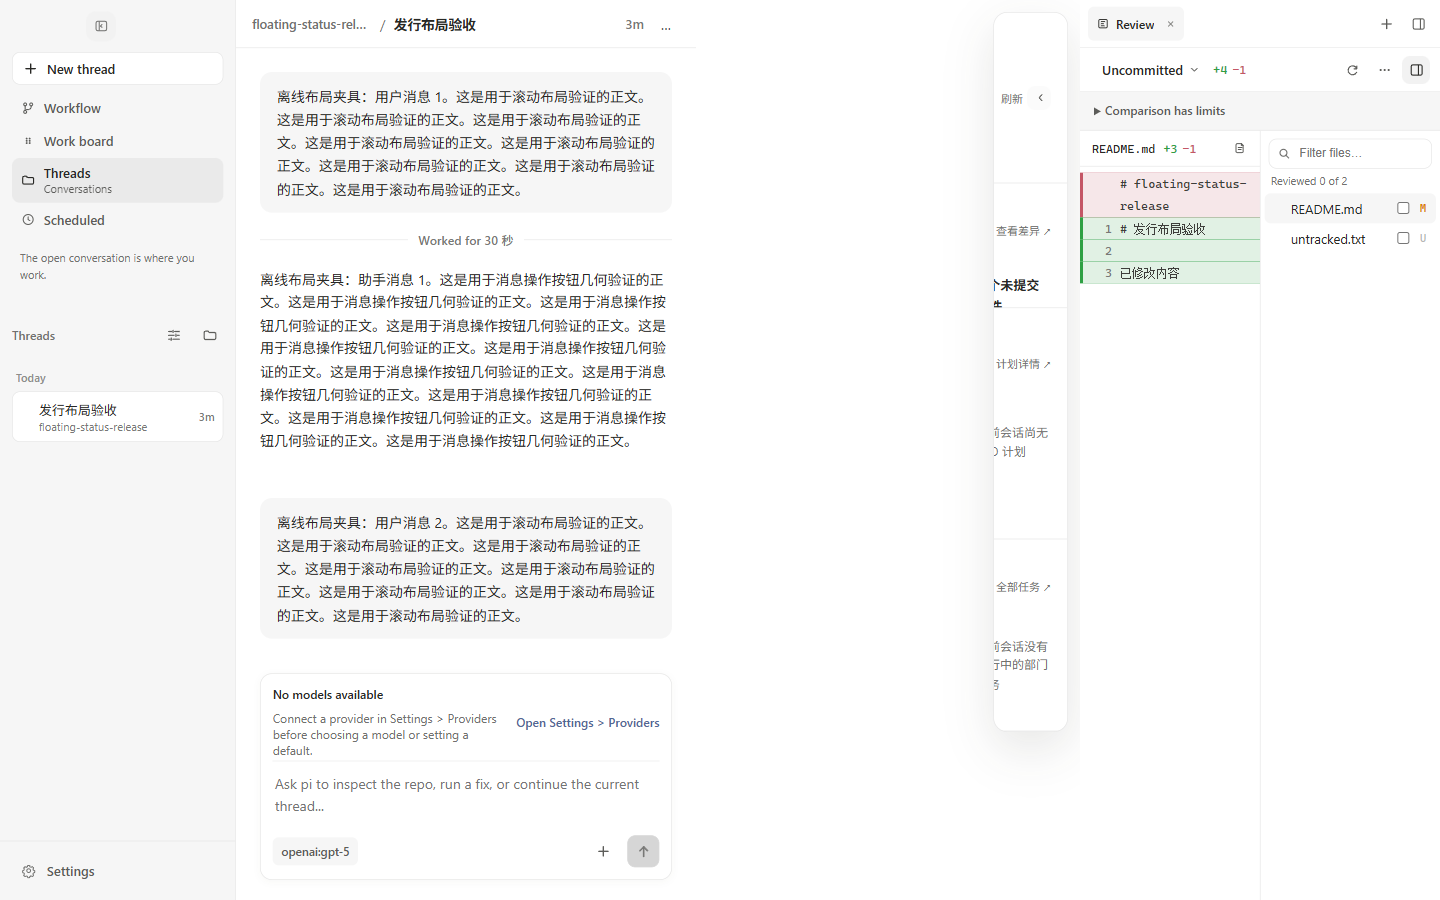 New thread
Workflow
Work board
Threads
Conversations
Scheduled
The open conversation is where you
work.
Threads
Today
发行布局验收
floating-status-release
3m
Settings
floating-status-rel... / 发行布局验收
3m
...
离线布局夹具：用户消息 1。这是用于滚动布局验证的正文。
这是用于滚动布局验证的正文。这是用于滚动布局验证的正
文。这是用于滚动布局验证的正文。这是用于滚动布局验证的
正文。这是用于滚动布局验证的正文。这是用于滚动布局验证
的正文。这是用于滚动布局验证的正文。
Worked for 30 秒
离线布局夹具：助手消息 1。这是用于消息操作按钮几何验证的正
文。这是用于消息操作按钮几何验证的正文。这是用于消息操作按
钮几何验证的正文。这是用于消息操作按钮几何验证的正文。这是
用于消息操作按钮几何验证的正文。这是用于消息操作按钮几何验
证的正文。这是用于消息操作按钮几何验证的正文。这是用于消息
操作按钮几何验证的正文。这是用于消息操作按钮几何验证的正
文。这是用于消息操作按钮几何验证的正文。这是用于消息操作按
钮几何验证的正文。这是用于消息操作按钮几何验证的正文。
离线布局夹具：用户消息 2。这是用于滚动布局验证的正文。
这是用于滚动布局验证的正文。这是用于滚动布局验证的正
文。这是用于滚动布局验证的正文。这是用于滚动布局验证的
正文。这是用于滚动布局验证的正文。这是用于滚动布局验证
的正文。这是用于滚动布局验证的正文。
No models available
Connect a provider in Settings > Providers
before choosing a model or setting a
default.
Open Settings > Providers
Ask pi to inspect the repo, run a fix, or continue the current
thread...
openai:gpt-5
刷新
查看差异 ↗
个未提交
计划详情 ↗
前会话尚无
计划
全部任务 ↗
前会话没有
行中的部门
Review ×
Uncommitted +4 −1
Comparison has limits
README.md +3 −1
# floating-status-
release
1 # 发行布局验收
2
3 已修改内容
Filter files…
Reviewed 0 of 2
README.md M
untracked.txt U